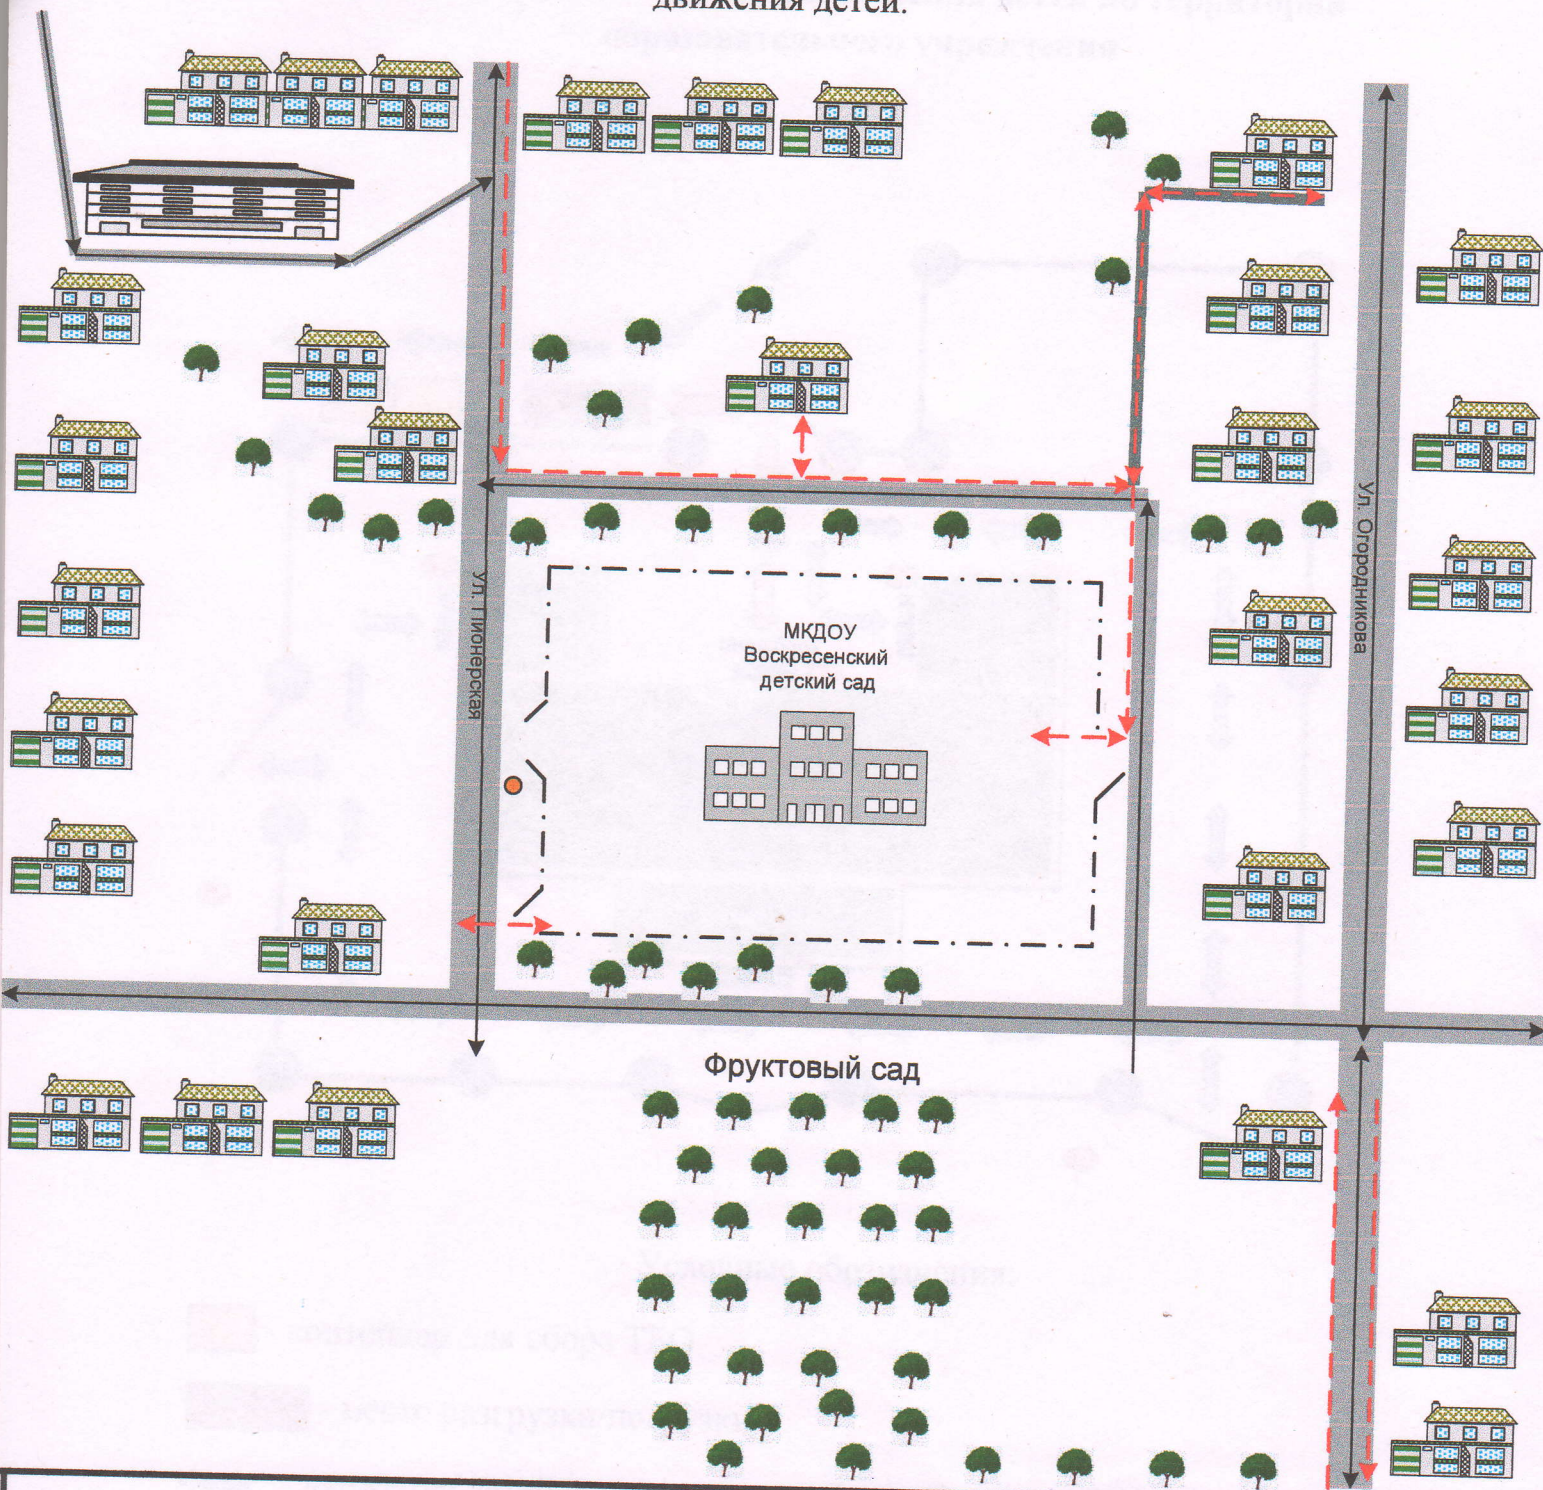 движения детей.
Ул. Пионерская
Ул. Огородникова
МКДОУ
Воскресенский
детский сад
Фруктовый сад